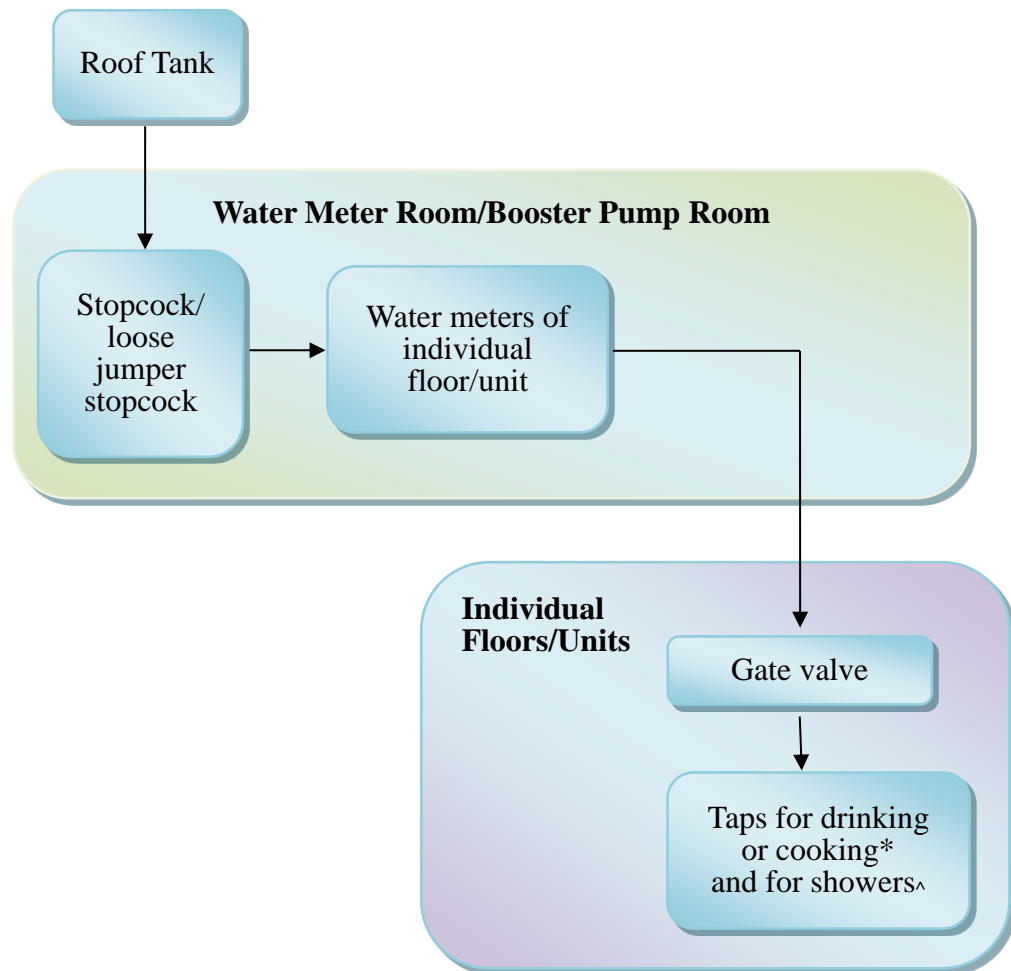 Roof Tank
Water Meter Room/Booster Pump Room
Stopcock/
loose
jumper
stopcock
Water meters of
individual
floor/unit
Individual
Floors/Units
Gate valve
Taps for drinking
or cooking*
and for showers^